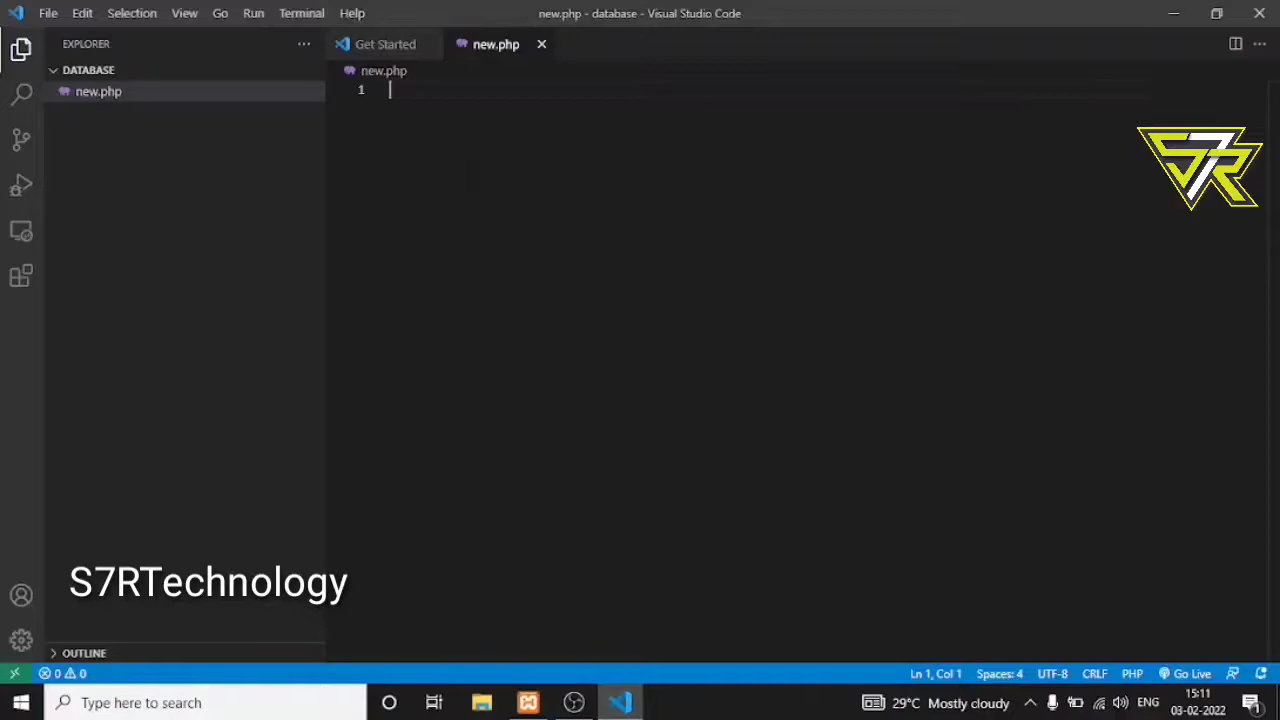 File Edit Selection View Go Run Terminal Help
new.php - database - Visual Studio Code
EXPLORER
Get Started
new.php
DATABASE
new.php
new.php
1
S7R
S7RTechnology
OUTLINE
0 0
Ln 1, Col 1 Spaces: 4 UTF-8 CRLF PHP Go Live
Type here to search
29°C Mostly cloudy
ENG
15:11
03-02-2022
1